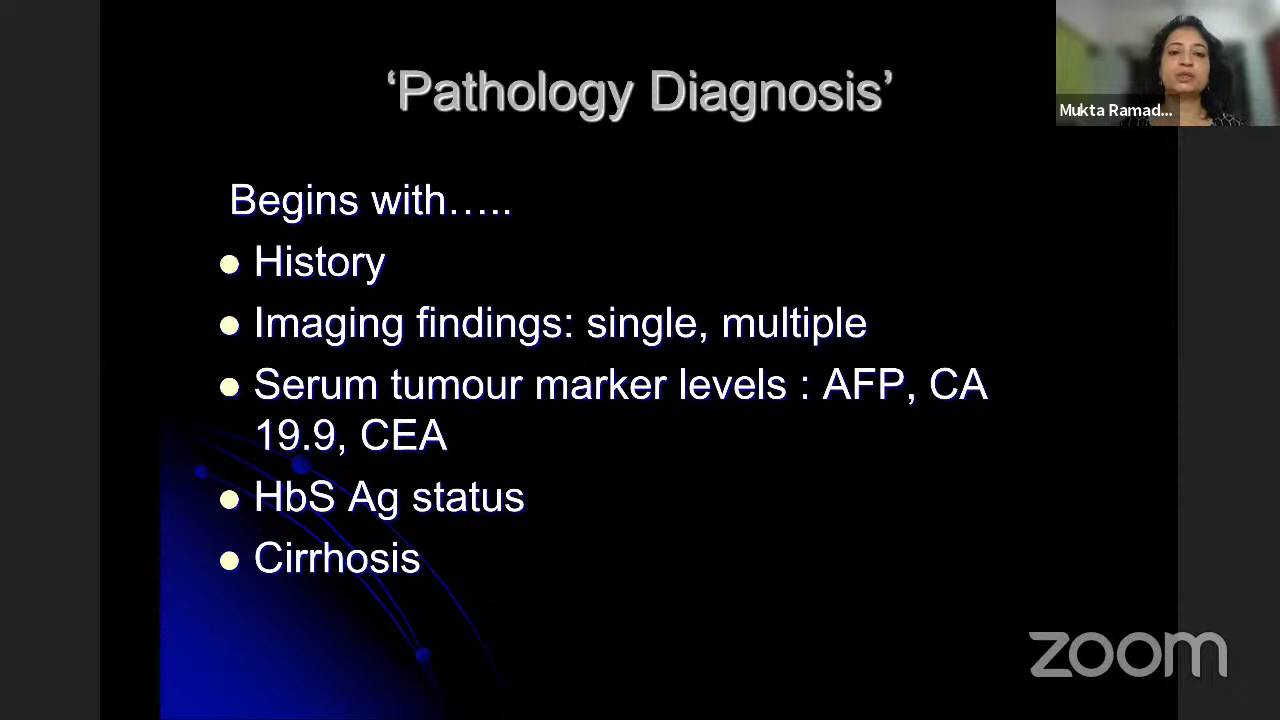 ‘Pathology Diagnosis’
Mukta Ramad...
Begins with…..
History
Imaging findings: single, multiple
Serum tumour marker levels : AFP, CA
19.9, CEA
HbS Ag status
Cirrhosis
zoom